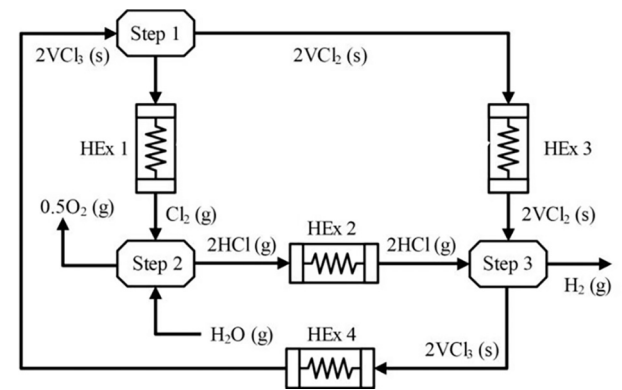 Step 1
2VCl₃ (s)
2VCl₂ (s)
HEx 1
HEx 3
0.5O₂ (g)
Cl₂ (g)
2VCl₂ (s)
HEx 2
2HCl (g)
2HCl (g)
Step 2
Step 3
H₂ (g)
H₂O (g)
HEx 4
2VCl₃ (s)